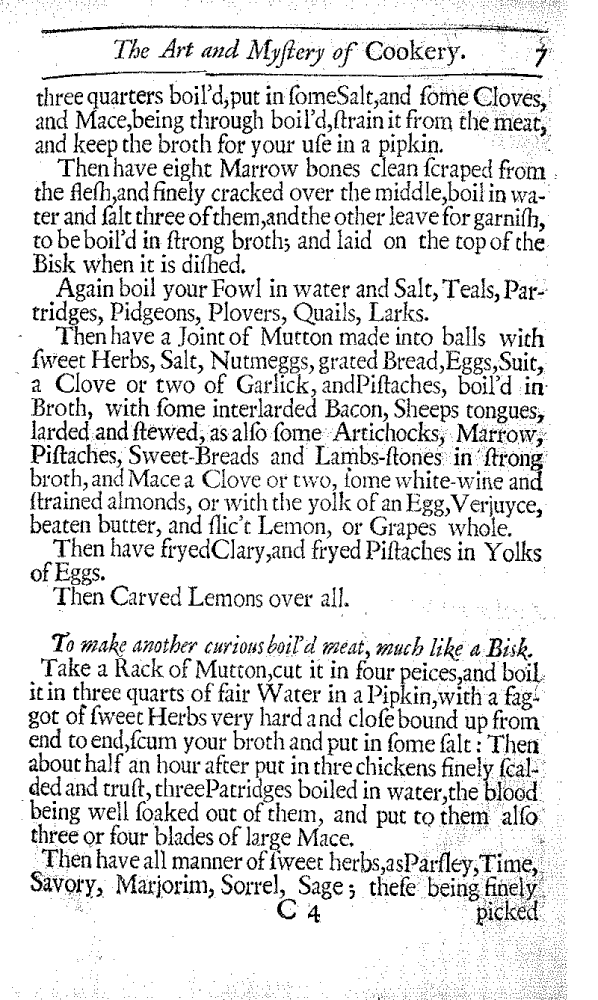 The Art and Myſtery of Cookery. 7
three quarters boil'd,put in ſomeSalt,and ſome Cloves,
and Mace,being through boil'd,ſtrain it from the meat,
and keep the broth for your uſe in a pipkin.
Then have eight Marrow bones clean ſcraped from
the fleſh,and finely cracked over the middle,boil in wa-
ter and ſalt three of them,and the other leave for garniſh,
to be boil'd in ſtrong broth; and laid on the top of the
Bisk when it is diſhed.
Again boil your Fowl in water and Salt, Teals, Par-
tridges, Pidgeons, Plovers, Quails, Larks.
Then have a Joint of Mutton made into balls with
ſweet Herbs, Salt, Nutmeggs, grated Bread,Eggs,Suit,
a Clove or two of Garlick, andPiſtaches, boil'd in
Broth, with ſome interlarded Bacon, Sheeps tongues,
larded and ſtewed, as alſo ſome Artichocks, Marrow,
Piſtaches, Sweet-Breads and Lambs-ſtones in ſtrong
broth, and Mace a Clove or two, ſome white-wine and
ſtrained almonds, or with the yolk of an Egg,Verjuyce,
beaten butter, and ſlic't Lemon, or Grapes whole.
Then have fryedClary,and fryed Piſtaches in Yolks
of Eggs.
Then Carved Lemons over all.
To make another curious boil'd meat, much like a Bisk.
Take a Rack of Mutton,cut it in four peices,and boil
it in three quarts of fair Water in a Pipkin,with a fag-
got of ſweet Herbs very hard and cloſe bound up from
end to end,ſcum your broth and put in ſome ſalt : Then
about half an hour after put in thre chickens finely ſcal-
ded and truſt, threePatridges boiled in water,the blood
being well ſoaked out of them, and put to them alſo
three or four blades of large Mace.
Then have all manner of ſweet herbs,asParſley,Time,
Savory, Marjorim, Sorrel, Sage ; theſe being finely
C 4 picked